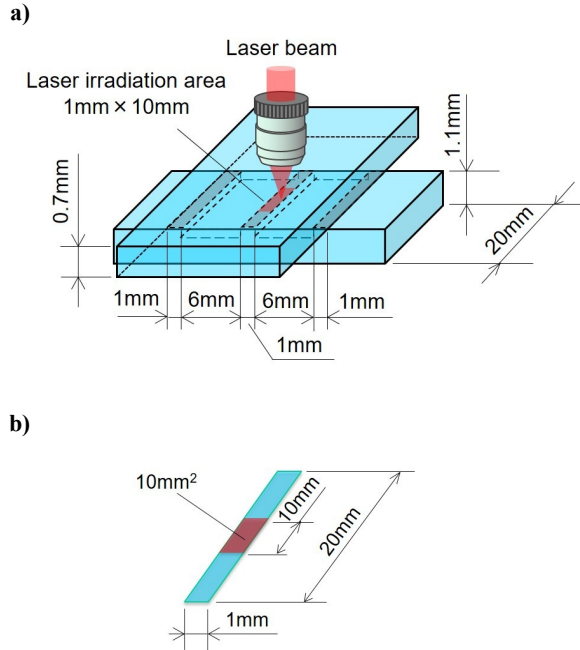 a)
Laser beam
Laser irradiation area
1mm×10mm
1.1mm
0.7mm
20mm
1mm 6mm 6mm 1mm
1mm
b)
10mm²
10mm
20mm
1mm